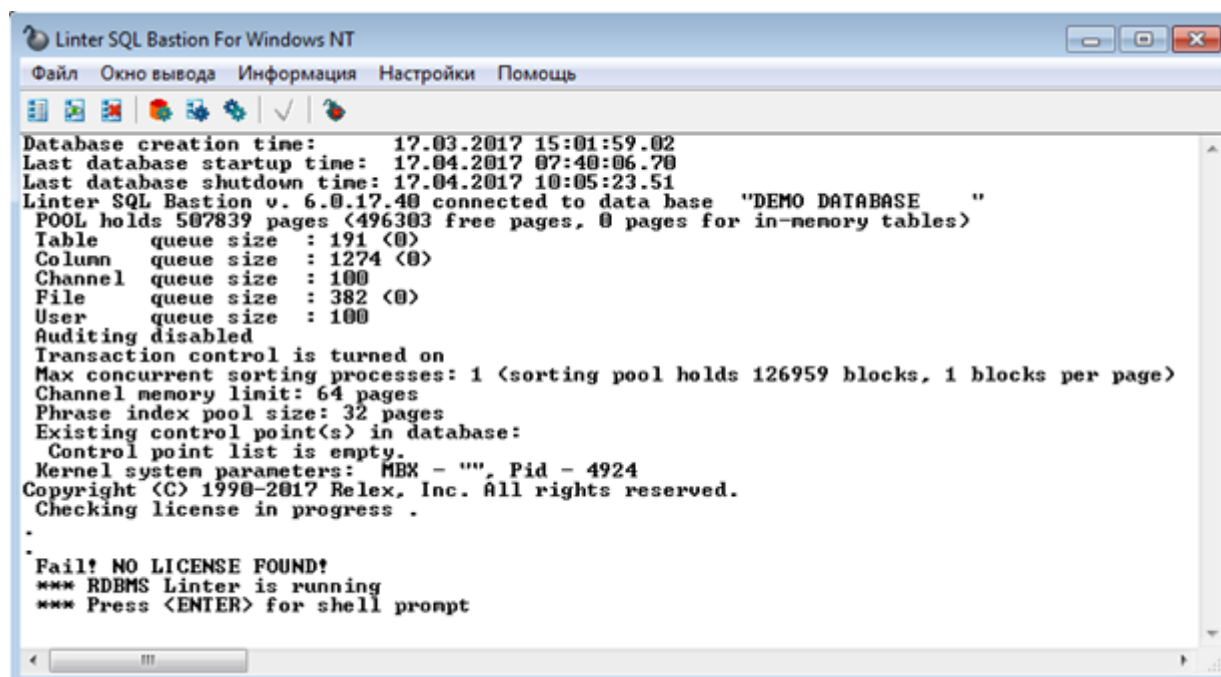 Linter SQL Bastion For Windows NT
Файл Окно вывода Информация Настройки Помощь
Database creation time: 17.03.2017 15:01:59.02
Last database startup time: 17.04.2017 07:40:06.70
Last database shutdown time: 17.04.2017 10:05:23.51
Linter SQL Bastion v. 6.0.17.40 connected to data base "DEMO DATABASE "
POOL holds 507839 pages (496303 free pages, 0 pages for in-memory tables)
Table queue size : 191 (0)
Column queue size : 1274 (0)
Channel queue size : 100
File queue size : 382 (0)
User queue size : 100
Auditing disabled
Transaction control is turned on
Max concurrent sorting processes: 1 (sorting pool holds 126959 blocks, 1 blocks per page)
Channel memory limit: 64 pages
Phrase index pool size: 32 pages
Existing control point(s) in database:
Control point list is empty.
Kernel system parameters: MBX - "", Pid - 4924
Copyright (C) 1990-2017 Relex, Inc. All rights reserved.
Checking license in progress .
.
.
Fail! NO LICENSE FOUND!
*** RDBMS Linter is running
*** Press <ENTER> for shell prompt